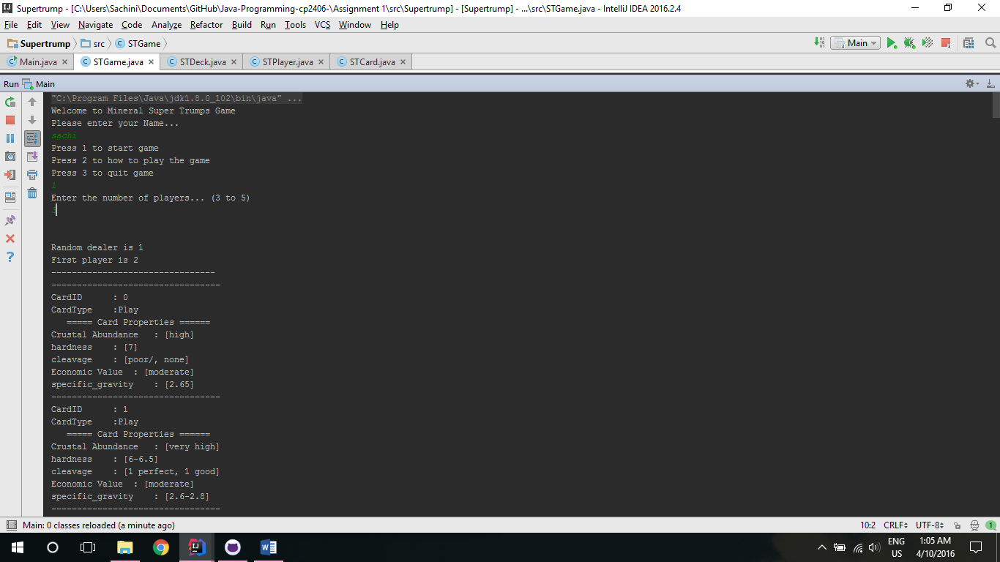 Supertrump - [C:\Users\Sachini\Documents\GitHub\Java-Programming-cp2406-\Assignment 1\src\Supertrump] - [Supertrump] - ...\src\STGame.java - IntelliJ IDEA 2016.2.4
File Edit View Navigate Code Analyze Refactor Build Run Tools VCS Window Help
Supertrump src STGame Main
Main.java STGame.java STDeck.java STPlayer.java STCard.java
Run Main
"C:\Program Files\Java\jdk1.8.0_102\bin\java" ...
Welcome to Mineral Super Trumps Game
Please enter your Name...
sachi
Press 1 to start game
Press 2 to how to play the game
Press 3 to quit game
1
Enter the number of players... (3 to 5)
3
Random dealer is 1
First player is 2
--------------------------------
---------------------------------
CardID : 0
CardType :Play
===== Card Properties ======
Crustal Abundance : [high]
hardness : [7]
cleavage : [poor/, none]
Economic Value : [moderate]
specific_gravity : [2.65]
---------------------------------
CardID : 1
CardType :Play
===== Card Properties ======
Crustal Abundance : [very high]
hardness : [6-6.5]
cleavage : [1 perfect, 1 good]
Economic Value : [moderate]
specific_gravity : [2.6-2.8]
---------------------------------
Main: 0 classes reloaded (a minute ago) 10:2 CRLF UTF-8 1
ENG 1:05 AM
US 4/10/2016